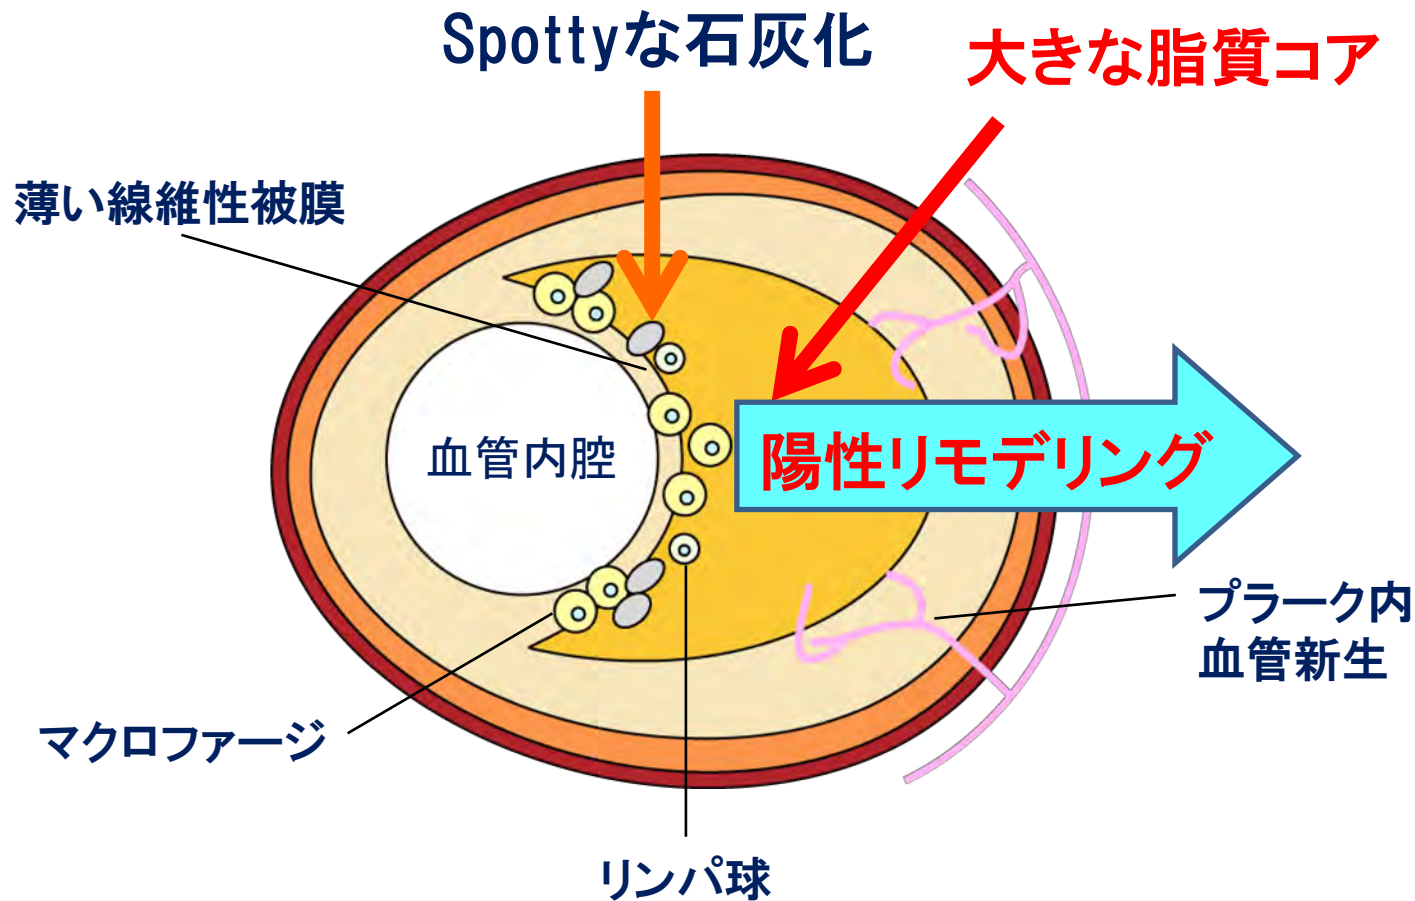 Spottyな石灰化
大きな脂質コア
薄い線維性被膜
血管内腔
陽性リモデリング
プラーク内
血管新生
マクロファージ
リンパ球